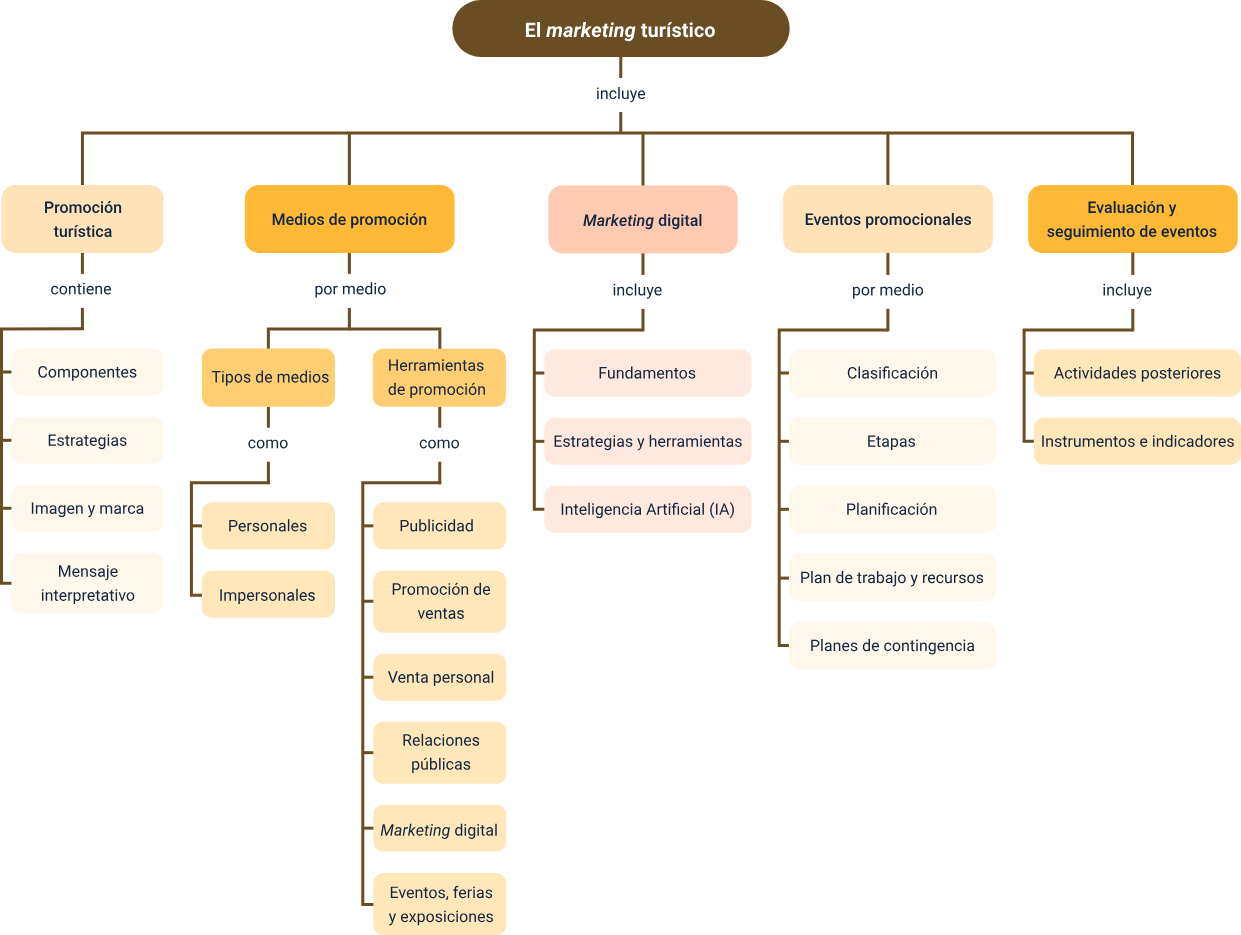 El marketing turístico
incluye
Promoción
turística
contiene
Componentes
Estrategias
Imagen y marca
Mensaje
interpretativo
Medios de promoción
por medio
Tipos de medios
como
Personales
Impersonales
Herramientas
de promoción
como
Publicidad
Promoción de
ventas
Venta personal
Relaciones
públicas
Marketing digital
Eventos, ferias
y exposiciones
Marketing digital
incluye
Fundamentos
Estrategias y herramientas
Inteligencia Artificial (IA)
Eventos promocionales
por medio
Clasificación
Etapas
Planificación
Plan de trabajo y recursos
Planes de contingencia
Evaluación y
seguimiento de eventos
incluye
Actividades posteriores
Instrumentos e indicadores